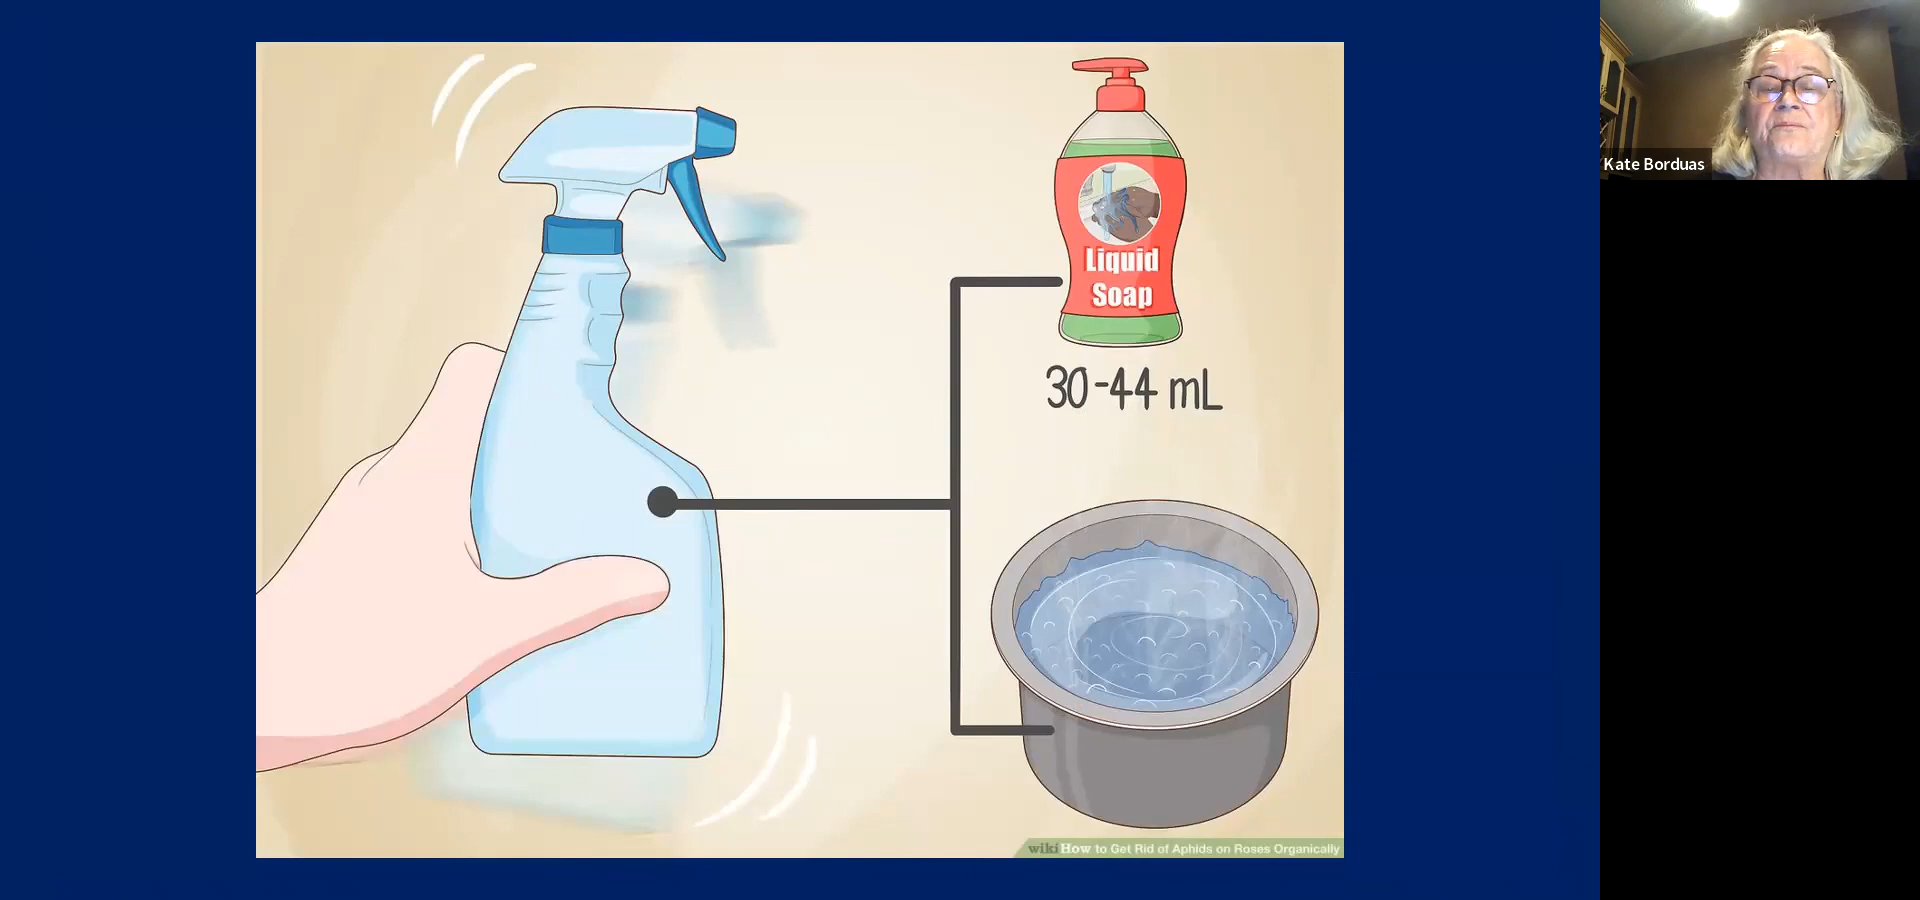 Liquid
Soap
30-44 mL
wikiHow to Get Rid of Aphids on Roses Organically
Kate Borduas